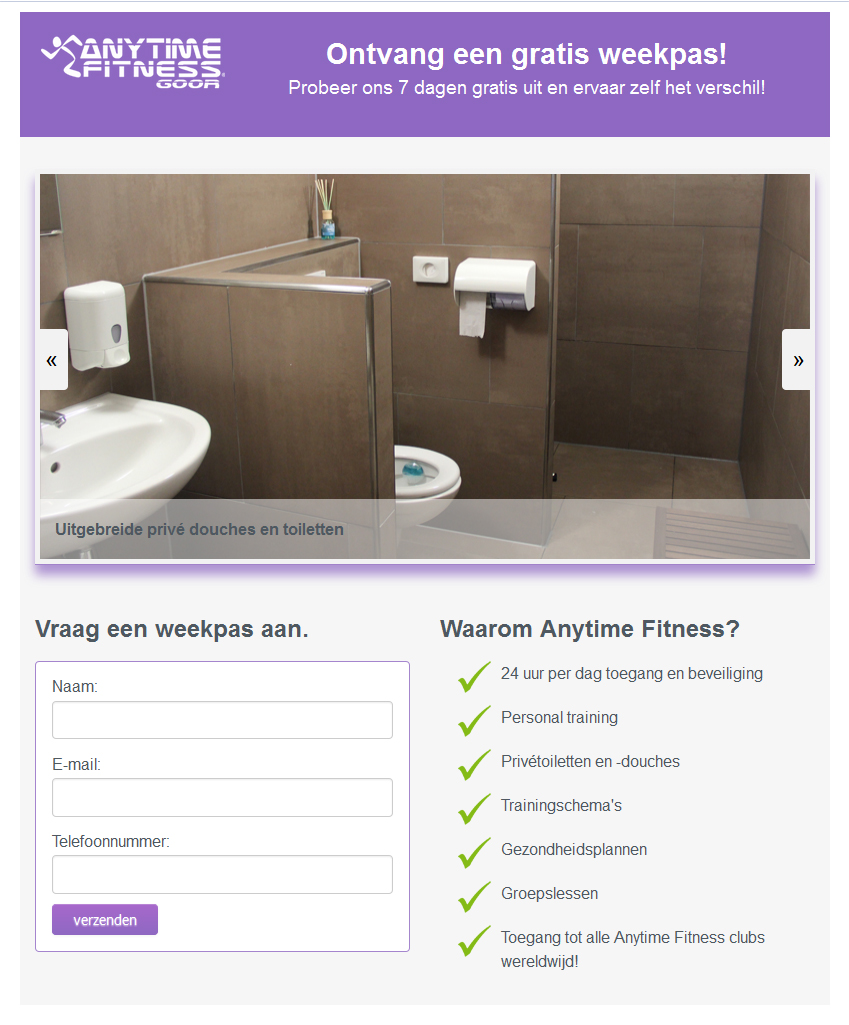 ANYTIME
FITNESS®
GOOR
Ontvang een gratis weekpas!
Probeer ons 7 dagen gratis uit en ervaar zelf het verschil!
«
»
Uitgebreide privé douches en toiletten
Vraag een weekpas aan.
Naam:
E-mail:
Telefoonnummer:
verzenden
Waarom Anytime Fitness?
24 uur per dag toegang en beveiliging
Personal training
Privétoiletten en -douches
Trainingschema's
Gezondheidsplannen
Groepslessen
Toegang tot alle Anytime Fitness clubs
wereldwijd!